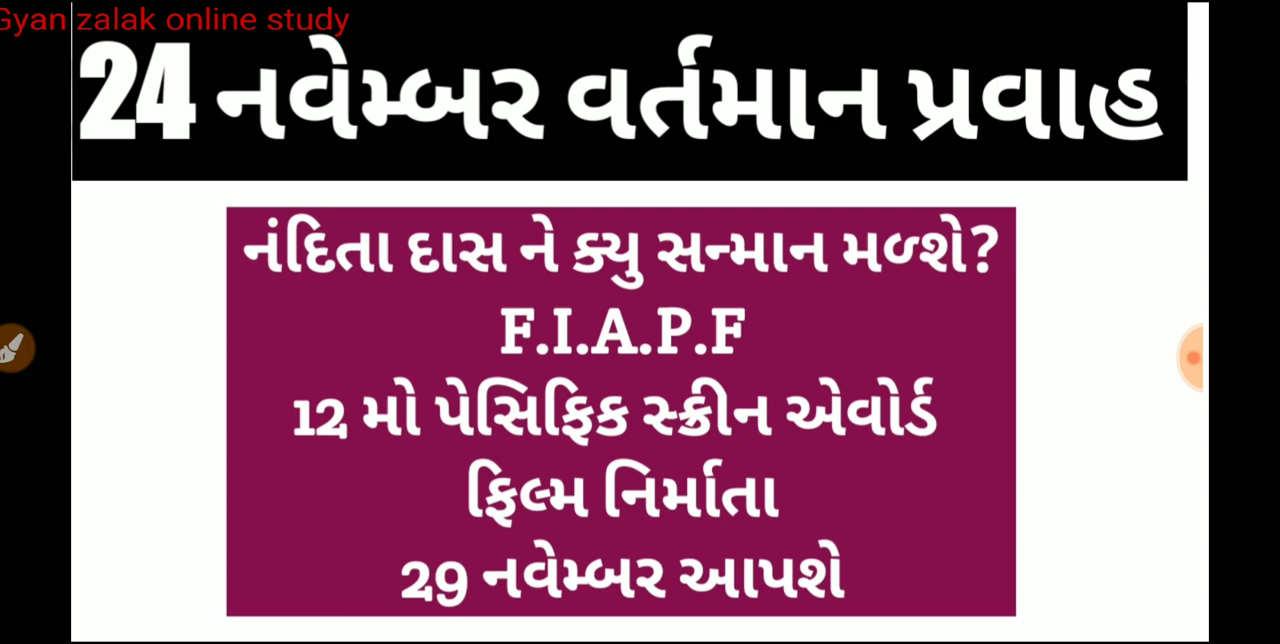 Gyan zalak online study
24 નવેમ્બર વર્તમાન પ્રવાહ
નંદિતા દાસ ને ક્યુ સન્માન મળશે?
F.I.A.P.F
12 મો પેસિફિક સ્ક્રીન એવોર્ડ
ફિલ્મ નિર્માતા
29 નવેમ્બર આપશે